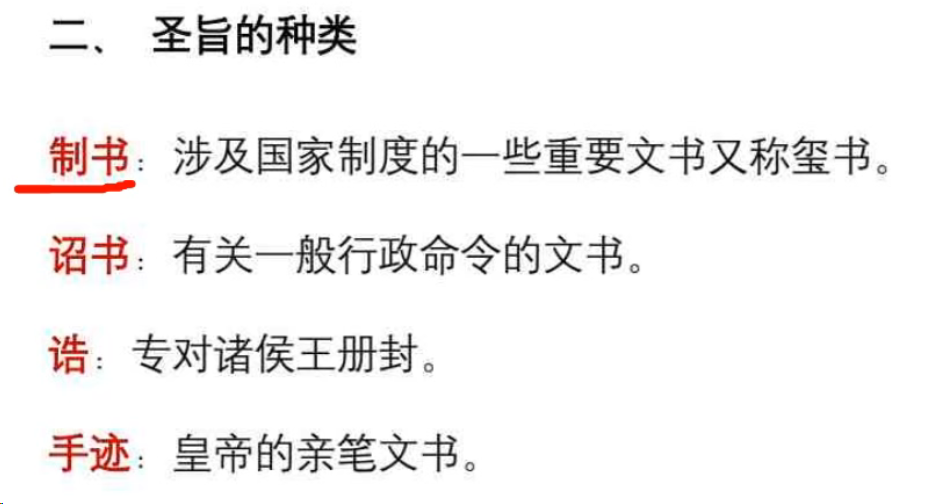 二、 圣旨的种类
制书：涉及国家制度的一些重要文书又称玺书。
诏书：有关一般行政命令的文书。
诰：专对诸侯王册封。
手迹：皇帝的亲笔文书。